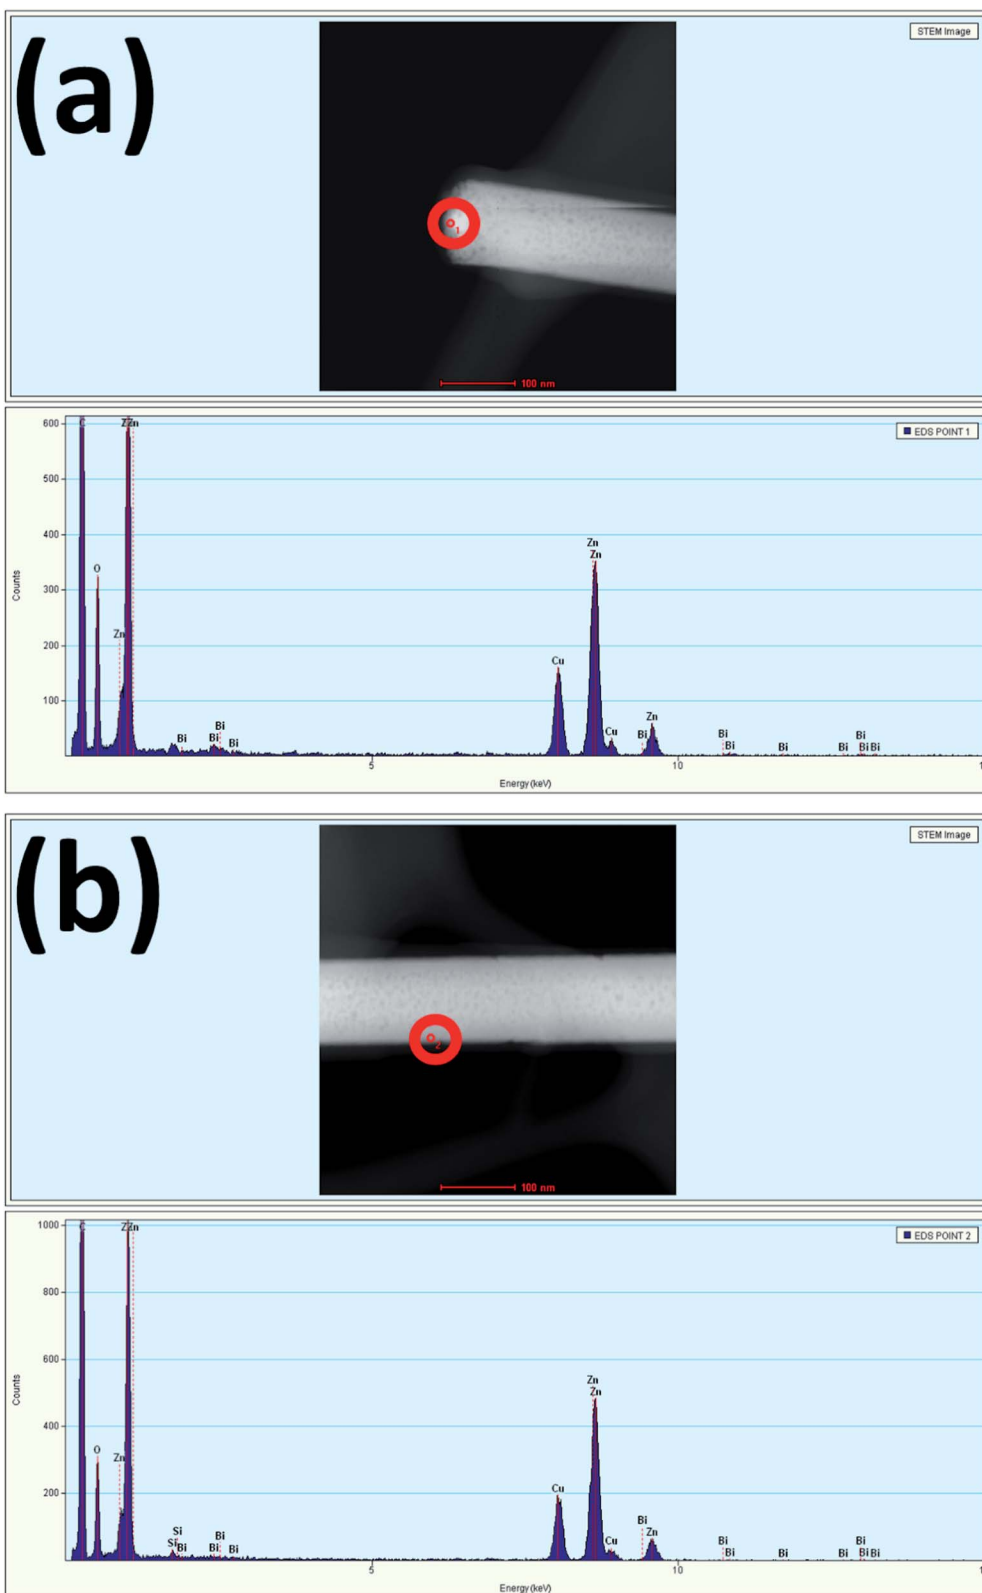 (a)
STEM Image
1
100 nm
EDS POINT 1
600
500
400
300
200
100
Counts
C
O
Zn
Zn
Bi
Bi
Bi
Bi
Cu
Zn
Zn
Cu
Bi
Zn
Bi
Bi
Bi
Bi
Bi
Bi
Bi
5
10
Energy (keV)
(b)
STEM Image
2
100 nm
EDS POINT 2
1000
800
600
400
200
Counts
C
O
Zn
Zn
Si
Si
Bi
Bi
Bi
Bi
Cu
Zn
Zn
Cu
Bi
Zn
Bi
Bi
Bi
Bi
Bi
Bi
Bi
5
10
Energy (keV)